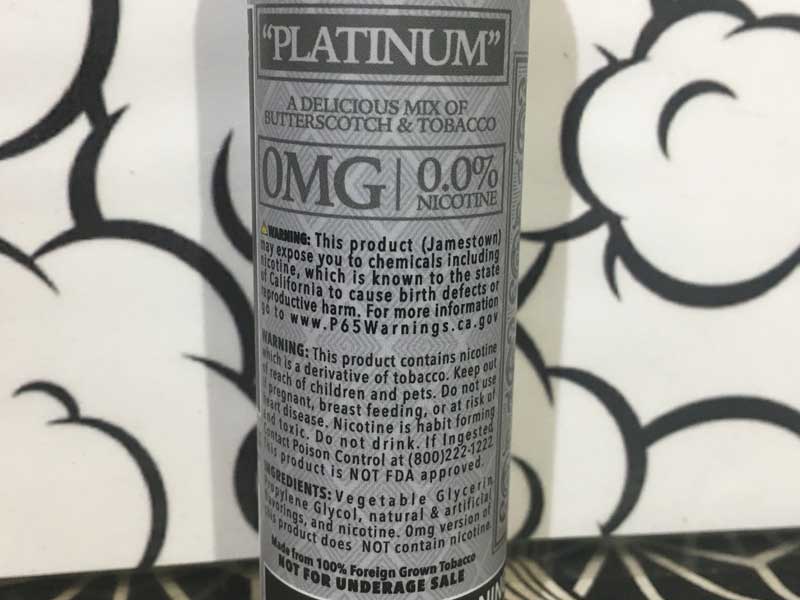 "PLATINUM"
A DELICIOUS MIX OF
BUTTERSCOTCH & TOBACCO
0MG | 0.0%
NICOTINE
WARNING: This product (Jamestown)
may expose you to chemicals including
nicotine, which is known to the state
of California to cause birth defects or
reproductive harm. For more information
go to www.P65Warnings.ca.gov
WARNING: This product contains nicotine
which is a derivative of tobacco. Keep out
of reach of children and pets. Do not use
if pregnant, breast feeding, or at risk of
heart disease. Nicotine is habit forming
and toxic. Do not drink. If Ingested
contact Poison Control at (800)222-1222
This product is NOT FDA approved.
INGREDIENTS: Vegetable Glycerin,
Propylene Glycol, natural & artificial
flavorings, and nicotine. 0mg version of
this product does NOT contain nicotine.
Made from 100% Foreign Grown Tobacco
NOT FOR UNDERAGE SALE